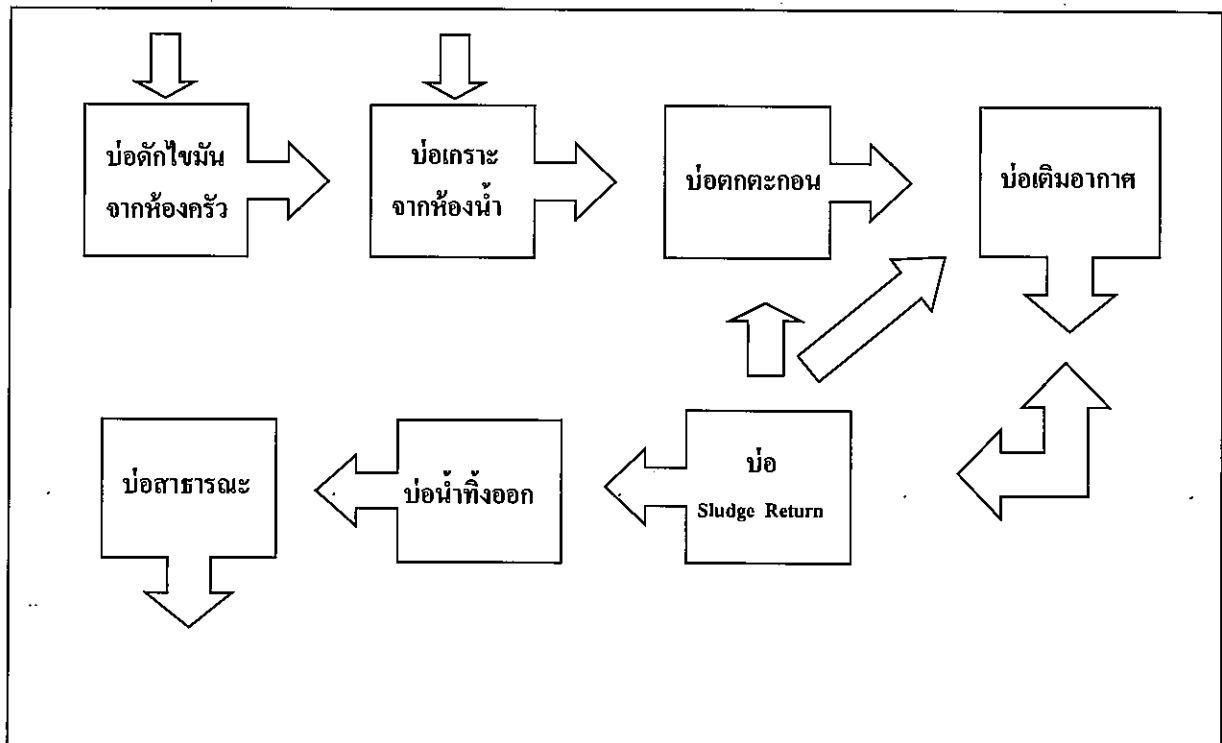 บ่อดักไขมัน
จากห้องครัว
บ่อเกราะ
จากห้องน้ำ
บ่อตกตะกอน
บ่อเติมอากาศ
บ่อสาธารณะ
บ่อน้ำทิ้งออก
บ่อ
Sludge Return